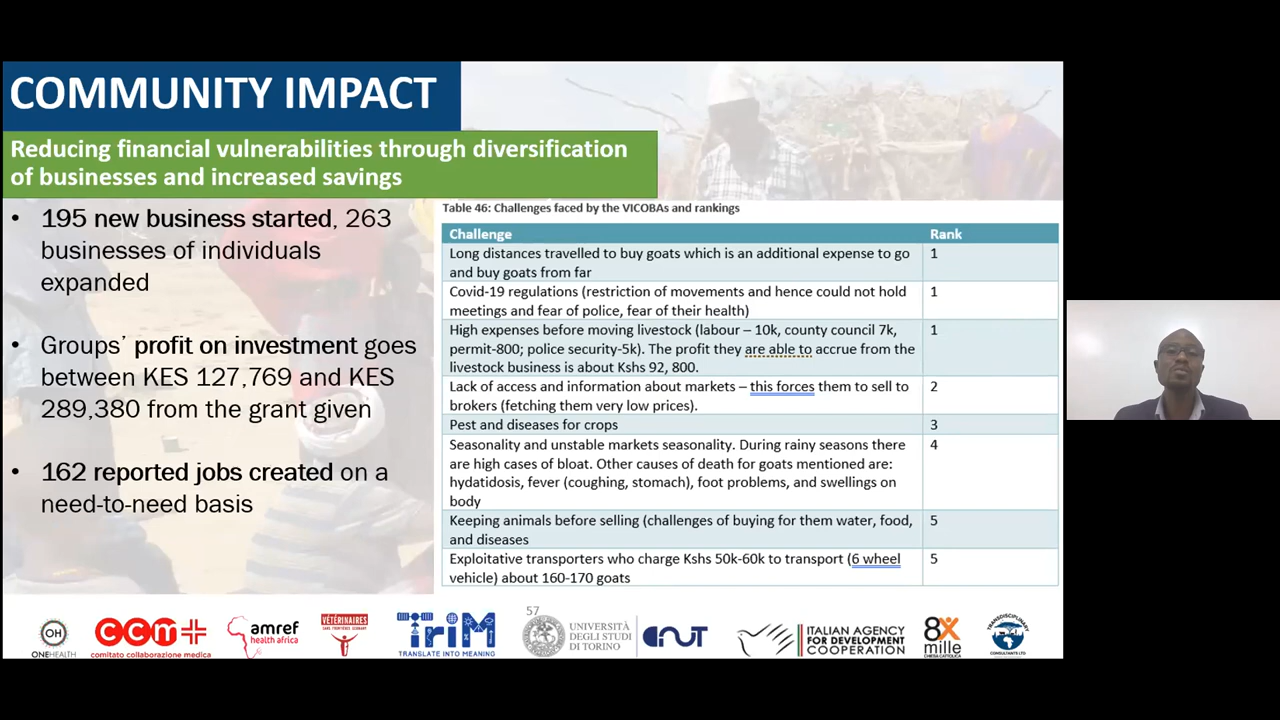 COMMUNITY IMPACT
Reducing financial vulnerabilities through diversification
of businesses and increased savings
• 195 new business started, 263
businesses of individuals
expanded
• Groups' profit on investment goes
between KES 127,769 and KES
289,380 from the grant given
• 162 reported jobs created on a
need-to-need basis
Table 46: Challenges faced by the VICOBAs and rankings
Challenge Rank
Long distances travelled to buy goats which is an additional expense to go 1
and buy goats from far
Covid-19 regulations (restriction of movements and hence could not hold 1
meetings and fear of police, fear of their health)
High expenses before moving livestock (labour – 10k, county council 7k, 1
permit-800; police security-5k). The profit they are able to accrue from the
livestock business is about Kshs 92, 800.
Lack of access and information about markets – this forces them to sell to 2
brokers (fetching them very low prices).
Pest and diseases for crops 3
Seasonality and unstable markets seasonality. During rainy seasons there 4
are high cases of bloat. Other causes of death for goats mentioned are:
hydatidosis, fever (coughing, stomach), foot problems, and swellings on
body
Keeping animals before selling (challenges of buying for them water, food, 5
and diseases
Exploitative transporters who charge Kshs 50k-60k to transport (6 wheel 5
vehicle) about 160-170 goats
57
OH
ONEHEALTH
ccm
comitato collaborazione medica
amref
health africa
VÉTÉRINAIRES
SANS FRONTIÈRES GERMANY
TriM
TRANSLATE INTO MEANING
UNIVERSITÀ
DEGLI STUDI
DI TORINO
ITALIAN AGENCY
FOR DEVELOPMENT
COOPERATION
8X
mille
CHIESA CATTOLICA
TRANSDISCIPLINARY
CONSULTANTS LTD